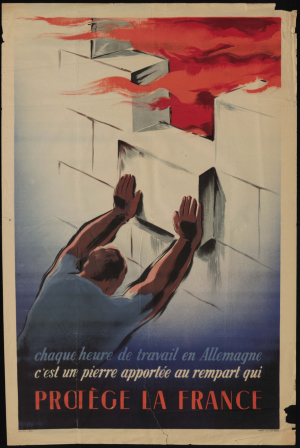 chaque heure de travail en Allemagne
c'est un pierre apportée au rempart qui
PROTÈGE LA FRANCE